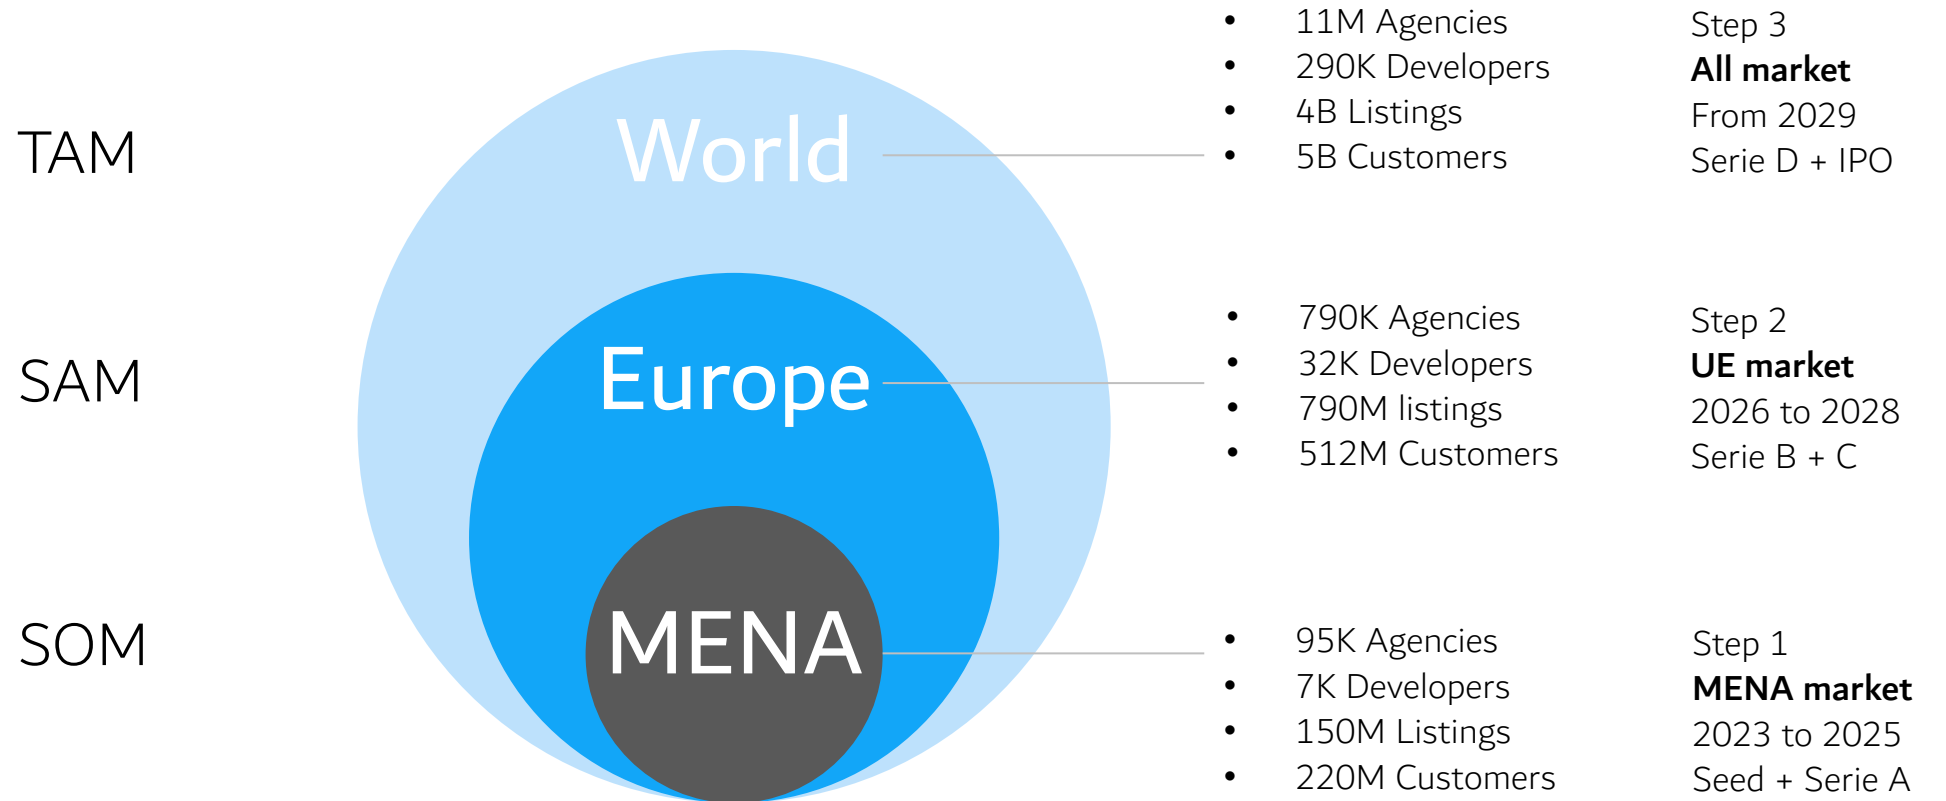 TAM
World
• 11M Agencies
• 290K Developers
• 4B Listings
• 5B Customers
Step 3
All market
From 2029
Serie D + IPO
SAM
Europe
• 790K Agencies
• 32K Developers
• 790M listings
• 512M Customers
Step 2
UE market
2026 to 2028
Serie B + C
SOM
MENA
• 95K Agencies
• 7K Developers
• 150M Listings
• 220M Customers
Step 1
MENA market
2023 to 2025
Seed + Serie A